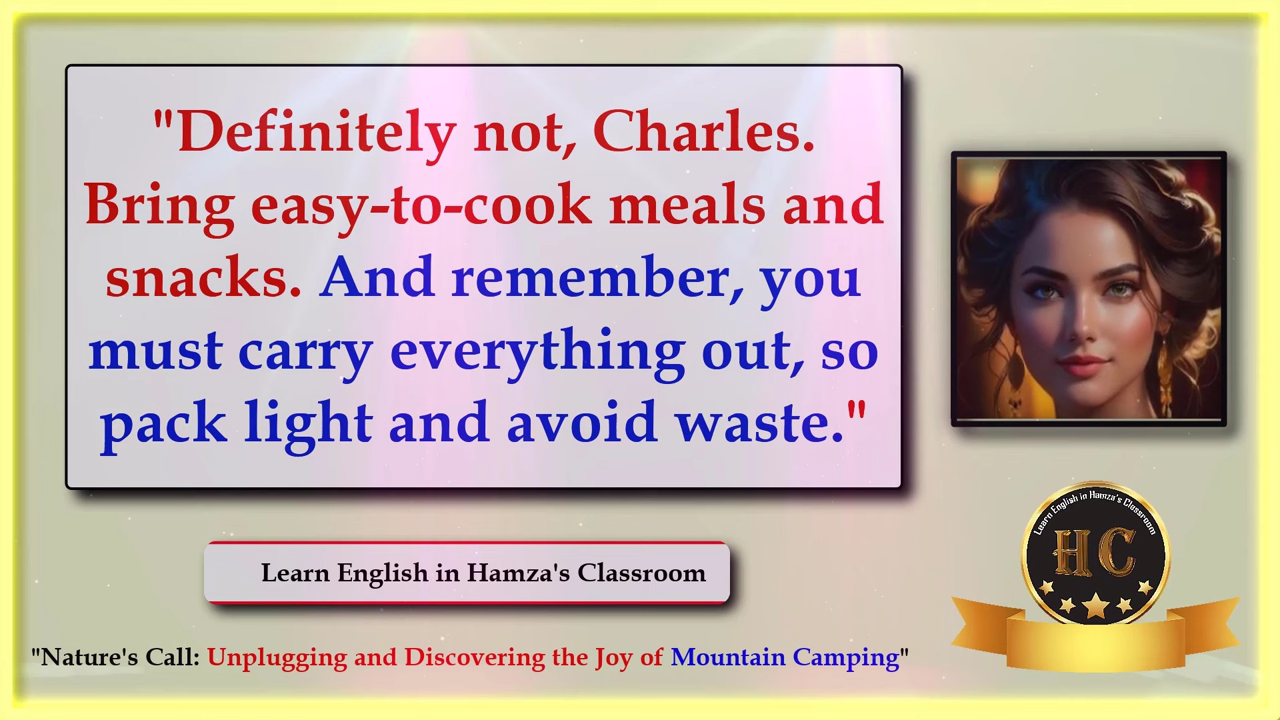 "Definitely not, Charles.
Bring easy-to-cook meals and
snacks. And remember, you
must carry everything out, so
pack light and avoid waste."
Learn English in Hamza's Classroom
HC
Learn English in Hamza's Classroom
"Nature's Call: Unplugging and Discovering the Joy of Mountain Camping"